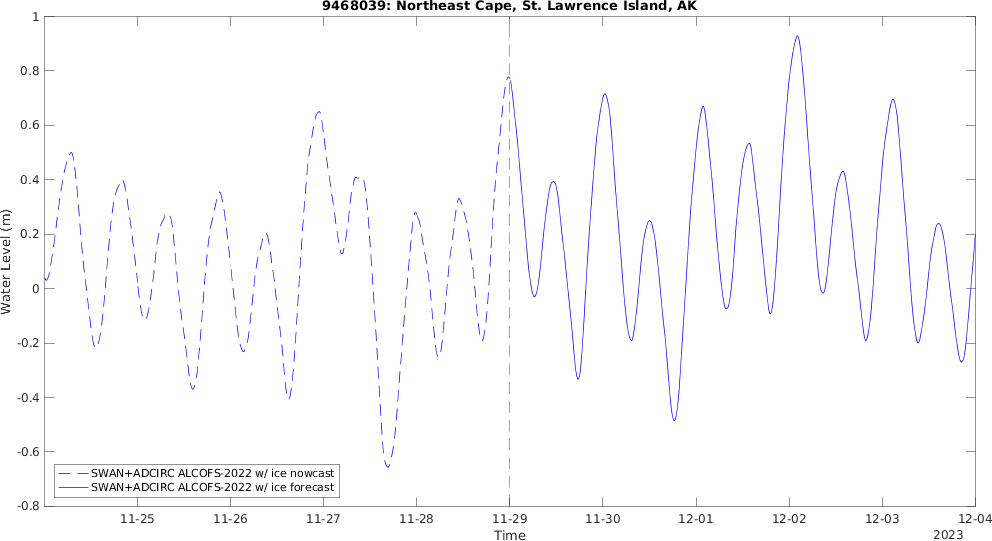 9468039: Northeast Cape, St. Lawrence Island, AK
Water Level (m)
1
0.8
0.6
0.4
0.2
0
-0.2
-0.4
-0.6
-0.8
SWAN+ADCIRC ALCOFS-2022 w/ ice nowcast
SWAN+ADCIRC ALCOFS-2022 w/ ice forecast
11-25 11-26 11-27 11-28 11-29 11-30 12-01 12-02 12-03 12-04
Time
2023